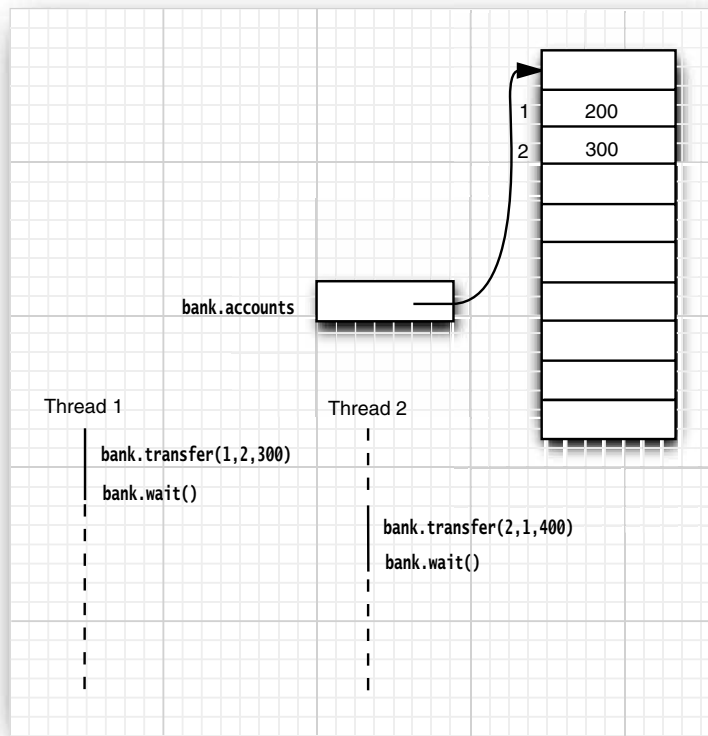 1 200
2 300
bank.accounts
Thread 1
Thread 2
bank.transfer(1,2,300)
bank.wait()
bank.transfer(2,1,400)
bank.wait()